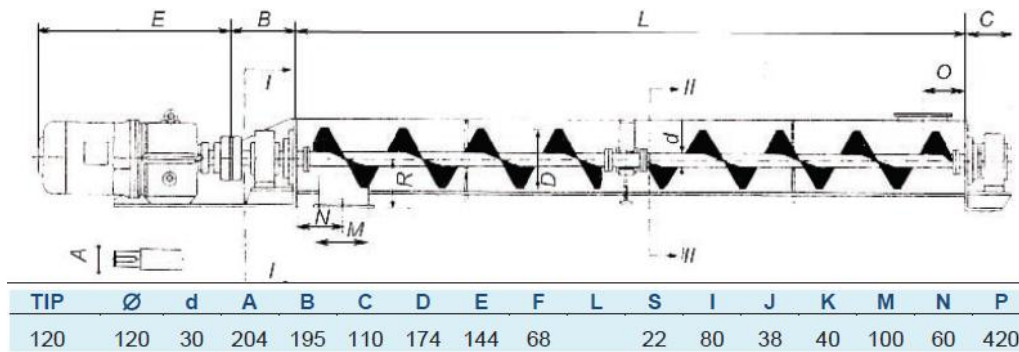 E B L C
I O
II
d
R D
N
M
A
I II
TIP Ø d A B C D E F L S I J K M N P
120 120 30 204 195 110 174 144 68 22 80 38 40 100 60 420